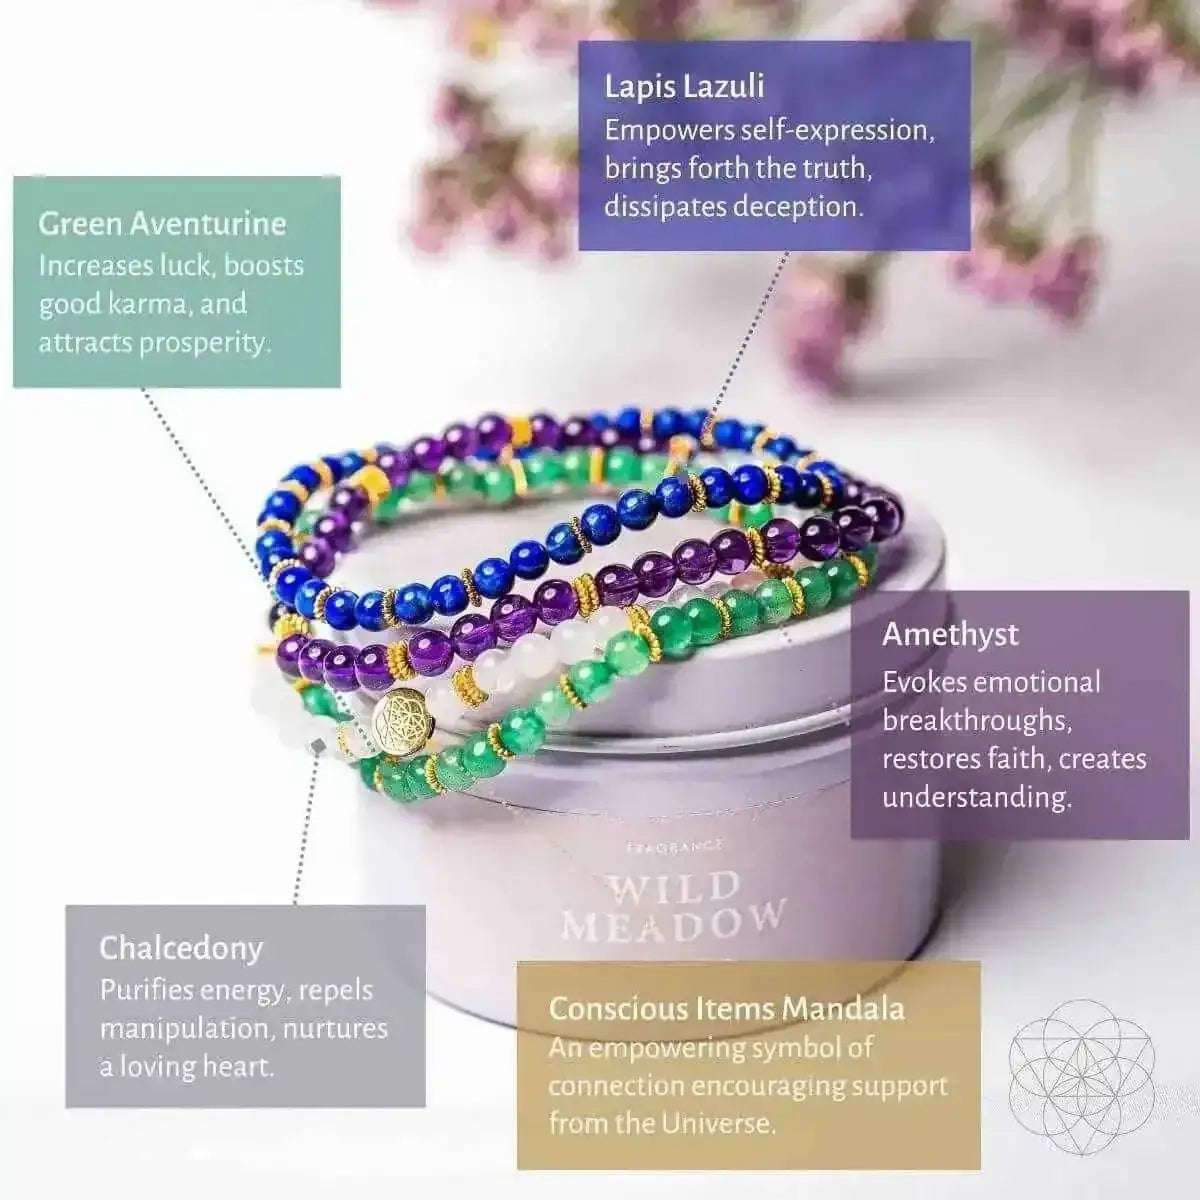 Lapis Lazuli
Empowers self-expression,
brings forth the truth,
dissipates deception.
Green Aventurine
Increases luck, boosts
good karma, and
attracts prosperity.
Amethyst
Evokes emotional
breakthroughs,
restores faith, creates
understanding.
FRAGRANCE
WILD
MEADOW
Chalcedony
Purifies energy, repels
manipulation, nurtures
a loving heart.
Conscious Items Mandala
An empowering symbol of
connection encouraging support
from the Universe.